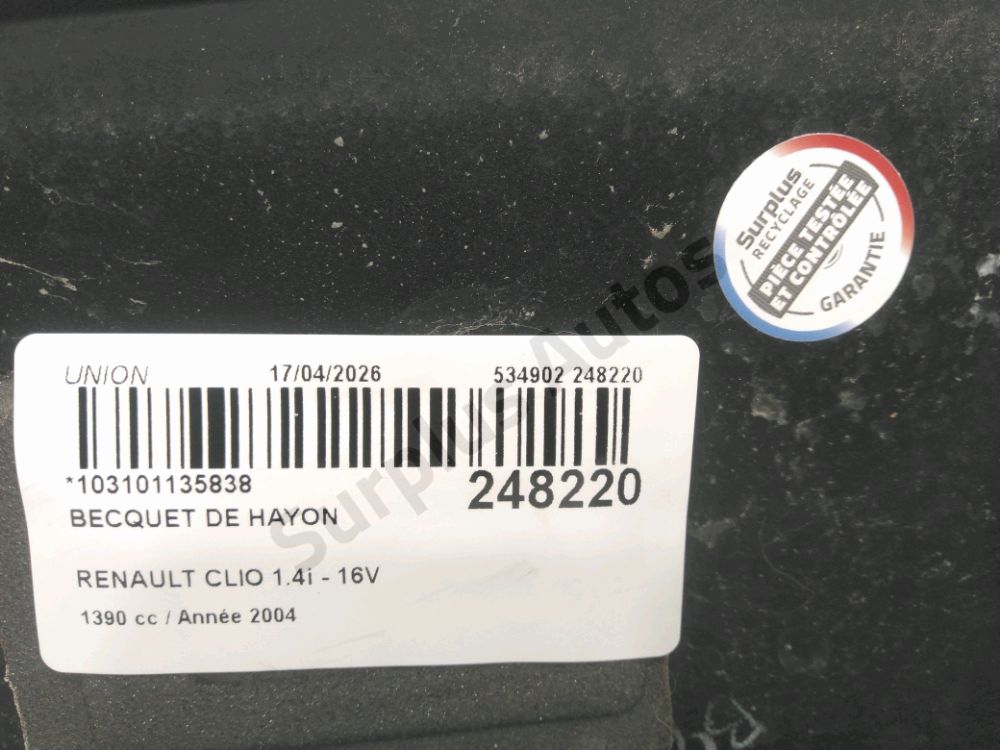 Surplus
RECYCLAGE
PIÈCE TESTÉE
ET CONTRÔLÉE
GARANTIE
UNION 17/04/2026 534902 248220
*103101135838 248220
BECQUET DE HAYON
RENAULT CLIO 1.4i - 16V
1390 cc / Année 2004
Surplus Autos